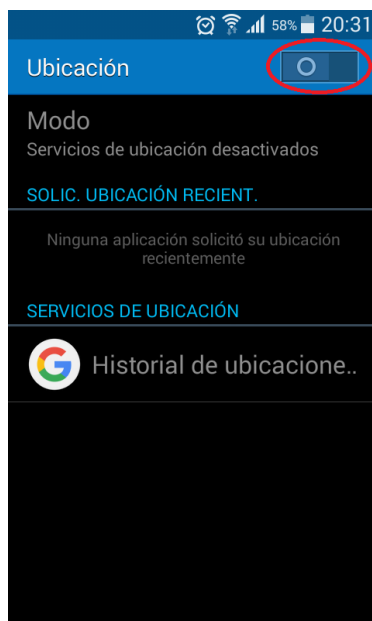 58% 20:31
Ubicación
Modo
Servicios de ubicación desactivados
SOLIC. UBICACIÓN RECIENT.
Ninguna aplicación solicitó su ubicación
recientemente
SERVICIOS DE UBICACIÓN
Historial de ubicacione..